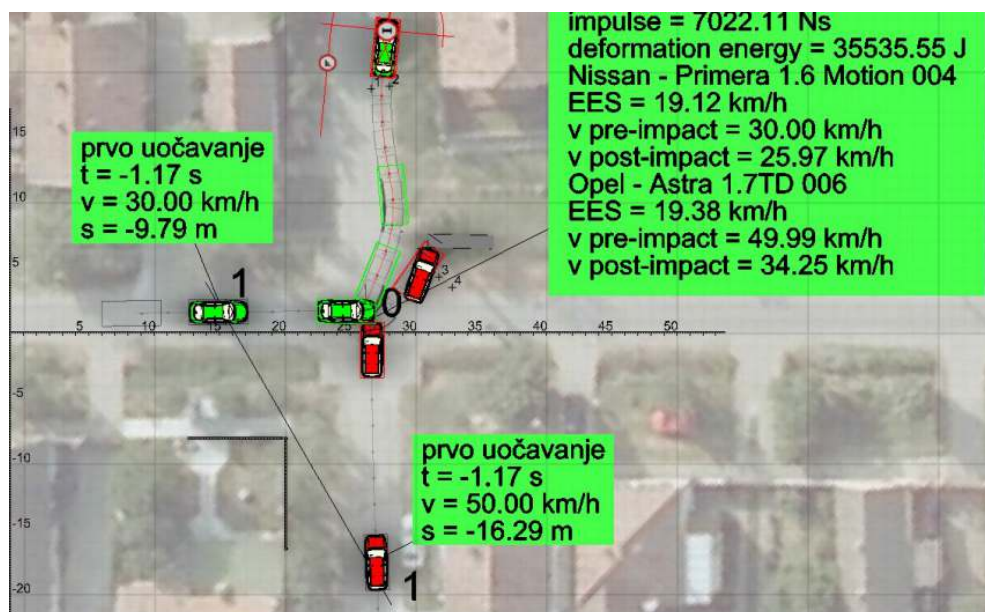 impulse = 7022.11 Ns
deformation energy = 35535.55 J
Nissan - Primera 1.6 Motion 004
EES = 19.12 km/h
v pre-impact = 30.00 km/h
v post-impact = 25.97 km/h
Opel - Astra 1.7TD 006
EES = 19.38 km/h
v pre-impact = 49.99 km/h
v post-impact = 34.25 km/h
prvo uočavanje
t = -1.17 s
v = 30.00 km/h
s = -9.79 m
1
2
15
10
5
3
4
1
0
5
10
15
20
25
30
35
40
45
50
-5
-10
-15
-20
prvo uočavanje
t = -1.17 s
v = 50.00 km/h
s = -16.29 m
1